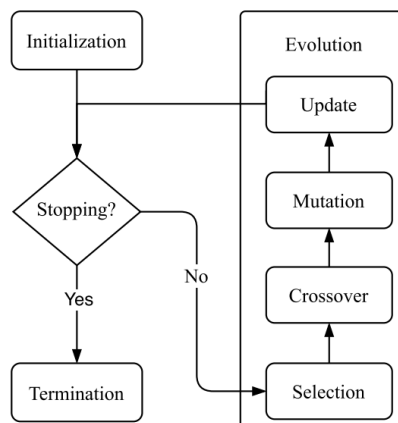 Initialization
Evolution
Update
Stopping?
Mutation
No
Yes
Crossover
Termination
Selection